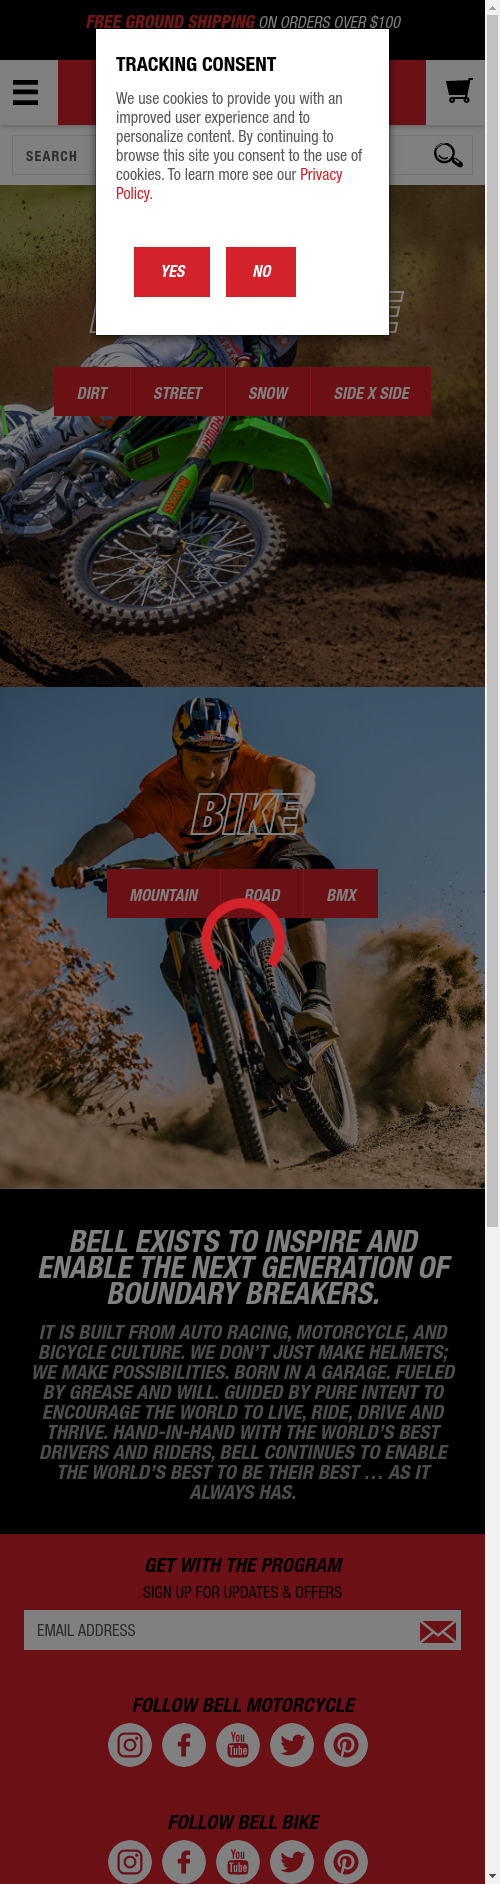 FREE GROUND SHIPPING ON ORDERS OVER $100
TRACKING CONSENT
We use cookies to provide you with an
improved user experience and to
personalize content. By continuing to
browse this site you consent to the use of
cookies. To learn more see our Privacy
Policy.
YES NO
SEARCH
DIRT STREET SNOW SIDE X SIDE
BIKE
MOUNTAIN ROAD BMX
BELL EXISTS TO INSPIRE AND
ENABLE THE NEXT GENERATION OF
BOUNDARY BREAKERS.
IT IS BUILT FROM AUTO RACING, MOTORCYCLE, AND
BICYCLE CULTURE. WE DON'T JUST MAKE HELMETS;
WE MAKE POSSIBILITIES. BORN IN A GARAGE. FUELED
BY GREASE AND WILL. GUIDED BY PURE INTENT TO
ENCOURAGE THE WORLD TO LIVE, RIDE, DRIVE AND
THRIVE. HAND-IN-HAND WITH THE WORLD'S BEST
DRIVERS AND RIDERS, BELL CONTINUES TO ENABLE
THE WORLD'S BEST TO BE THEIR BEST … AS IT
ALWAYS HAS.
GET WITH THE PROGRAM
SIGN UP FOR UPDATES & OFFERS
EMAIL ADDRESS
FOLLOW BELL MOTORCYCLE
You
Tube
FOLLOW BELL BIKE
You
Tube